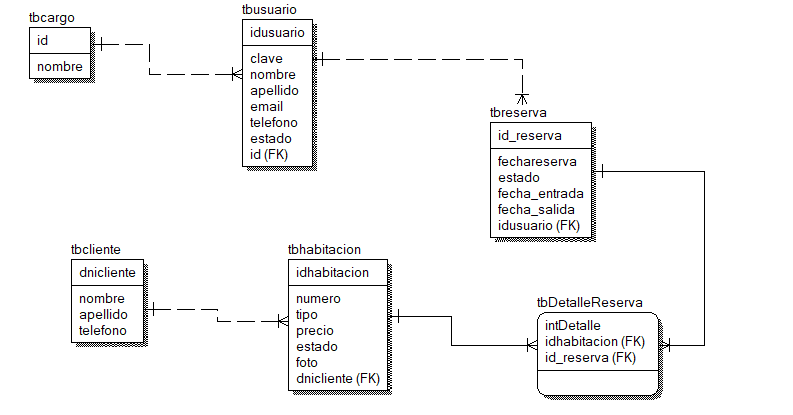 tbcargo
id
nombre
tbusuario
idusuario
clave
nombre
apellido
email
telefono
estado
id (FK)
tbreserva
id_reserva
fechareserva
estado
fecha_entrada
fecha_salida
idusuario (FK)
tbcliente
dnicliente
nombre
apellido
telefono
tbhabitacion
idhabitacion
numero
tipo
precio
estado
foto
dnicliente (FK)
tbDetalleReserva
intDetalle
idhabitacion (FK)
id_reserva (FK)